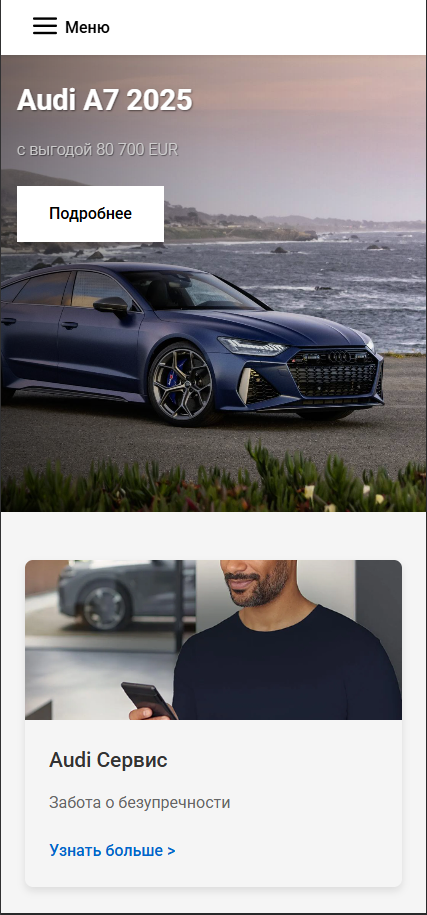 Меню
Audi A7 2025
с выгодой 80 700 EUR
Подробнее
Audi Сервис
Забота о безупречности
Узнать больше >